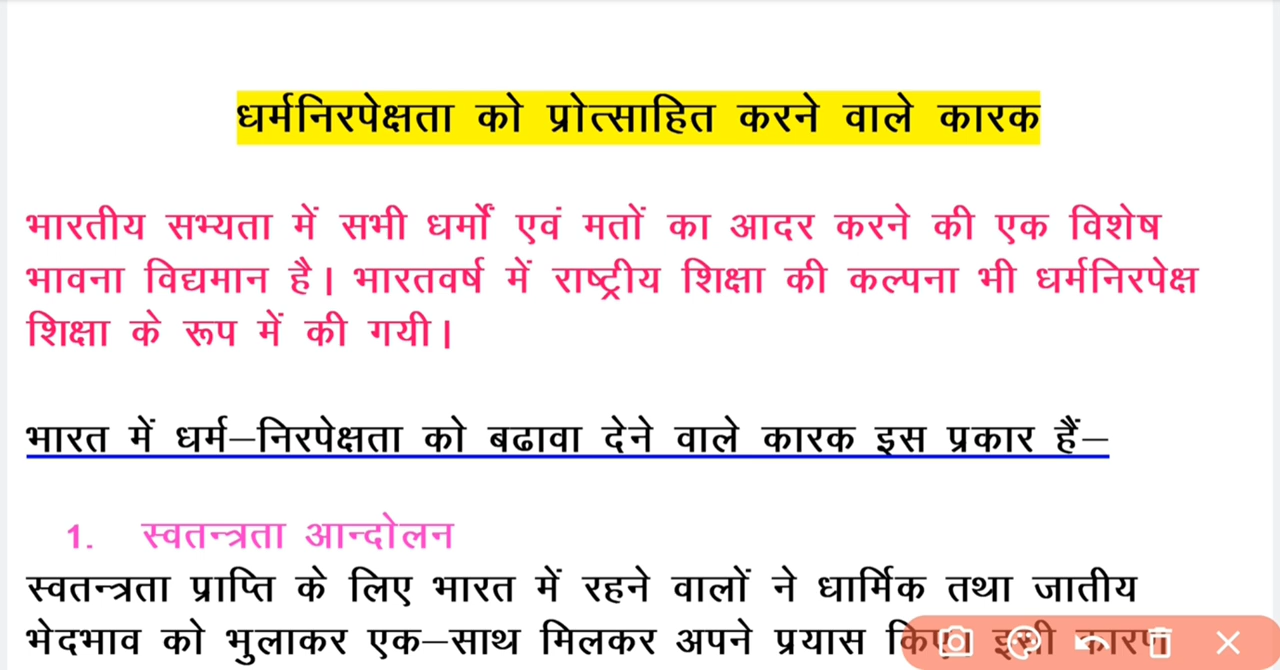 धर्मनिरपेक्षता को प्रोत्साहित करने वाले कारक
भारतीय सभ्यता में सभी धर्मों एवं मतों का आदर करने की एक विशेष
भावना विद्यमान है। भारतवर्ष में राष्ट्रीय शिक्षा की कल्पना भी धर्मनिरपेक्ष
शिक्षा के रूप में की गयी।
भारत में धर्म–निरपेक्षता को बढावा देने वाले कारक इस प्रकार हैं–
1. स्वतन्त्रता आन्दोलन
स्वतन्त्रता प्राप्ति के लिए भारत में रहने वालों ने धार्मिक तथा जातीय
भेदभाव को भुलाकर एक–साथ मिलकर अपने प्रयास किए। इसी कारण